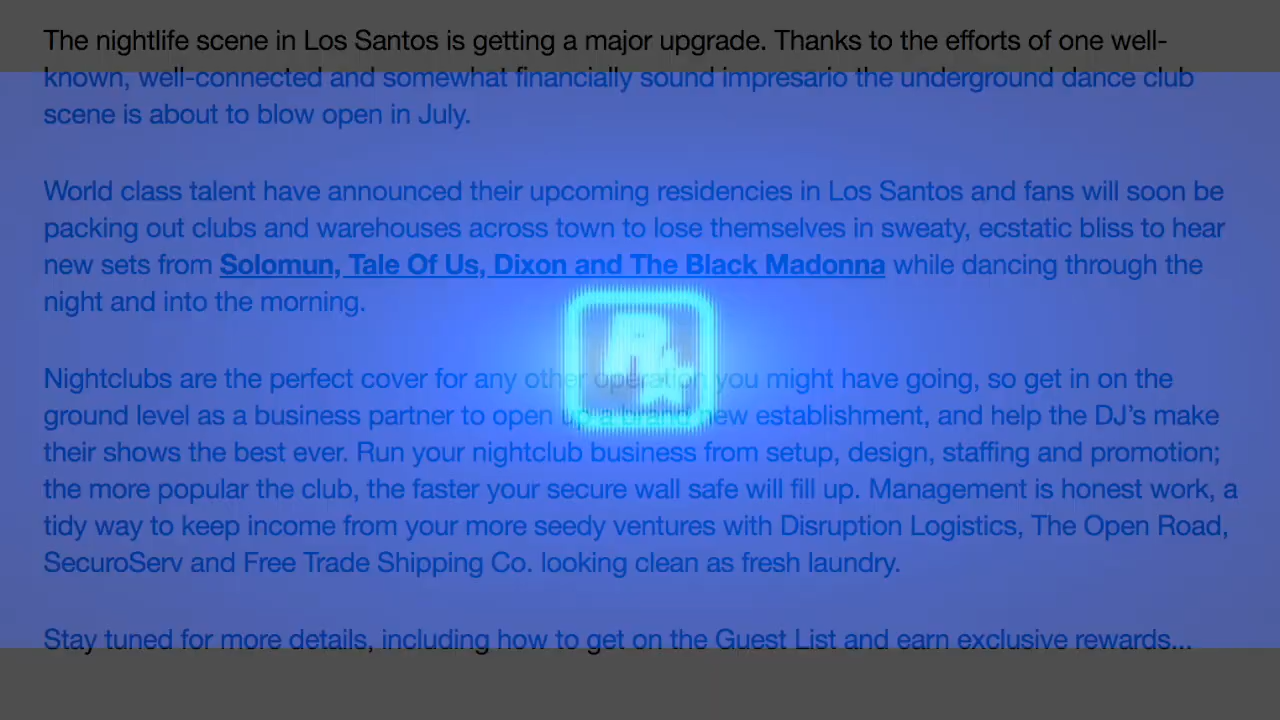 The nightlife scene in Los Santos is getting a major upgrade. Thanks to the efforts of one well-
known, well-connected and somewhat financially sound impresario the underground dance club
scene is about to blow open in July.
World class talent have announced their upcoming residencies in Los Santos and fans will soon be
packing out clubs and warehouses across town to lose themselves in sweaty, ecstatic bliss to hear
new sets from Solomun, Tale Of Us, Dixon and The Black Madonna while dancing through the
night and into the morning.
R
Nightclubs are the perfect cover for any other operation you might have going, so get in on the
ground level as a business partner to open up a brand new establishment, and help the DJ’s make
their shows the best ever. Run your nightclub business from setup, design, staffing and promotion;
the more popular the club, the faster your secure wall safe will fill up. Management is honest work, a
tidy way to keep income from your more seedy ventures with Disruption Logistics, The Open Road,
SecuroServ and Free Trade Shipping Co. looking clean as fresh laundry.
Stay tuned for more details, including how to get on the Guest List and earn exclusive rewards...